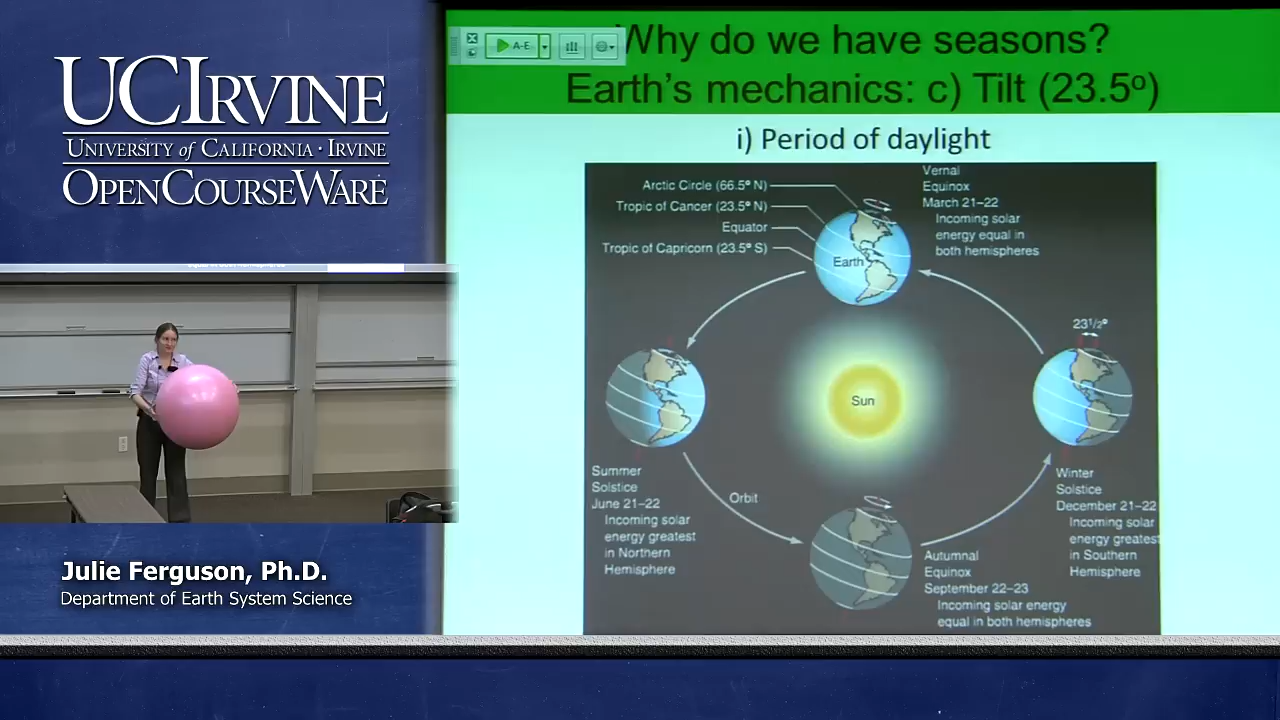 UCIRVINE
UNIVERSITY of CALIFORNIA · IRVINE
OPENCOURSEWARE
Julie Ferguson, Ph.D.
Department of Earth System Science
A-E
Why do we have seasons?
Earth's mechanics: c) Tilt (23.5º)
i) Period of daylight
Arctic Circle (66.5º N)
Tropic of Cancer (23.5º N)
Equator
Tropic of Capricorn (23.5º S)
Earth
Vernal
Equinox
March 21–22
Incoming solar
energy equal in
both hemispheres
23½º
Sun
Summer
Solstice
June 21–22
Incoming solar
energy greatest
in Northern
Hemisphere
Orbit
Winter
Solstice
December 21–22
Incoming solar
energy greatest
in Southern
Hemisphere
Autumnal
Equinox
September 22–23
Incoming solar energy
equal in both hemispheres